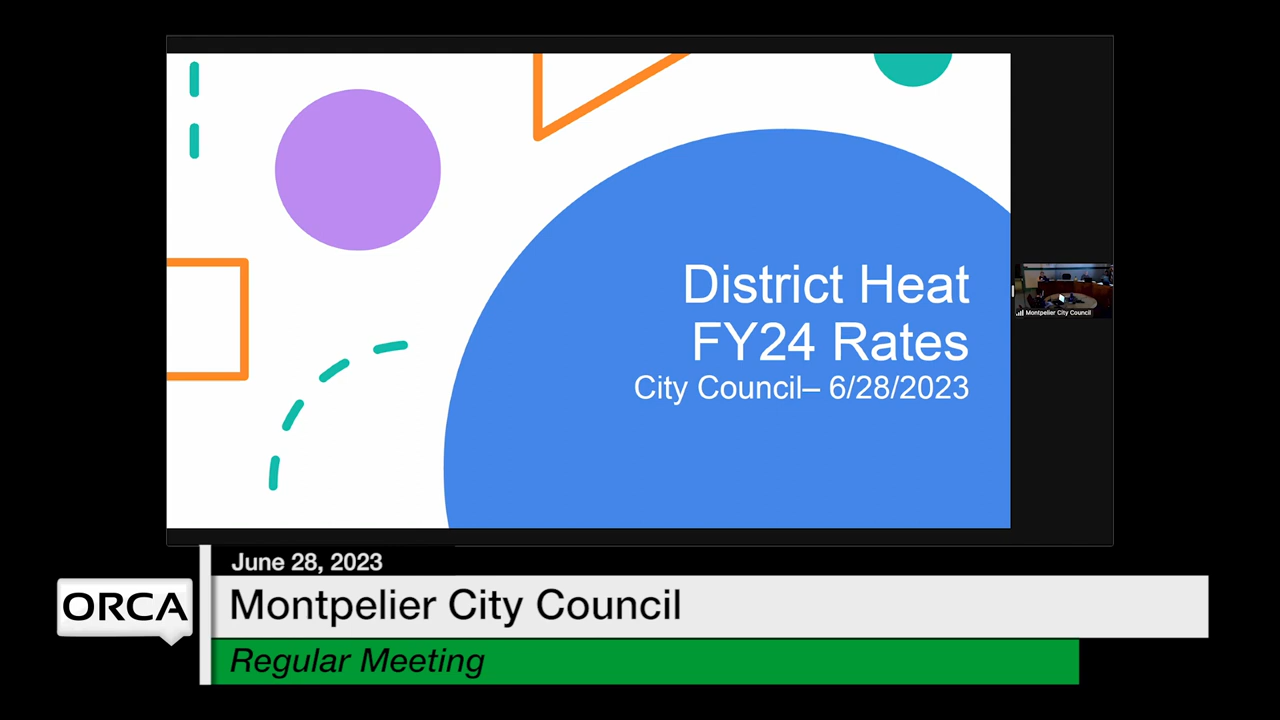 District Heat
FY24 Rates
City Council– 6/28/2023
Montpelier City Council
June 28, 2023
ORCA
Montpelier City Council
Regular Meeting